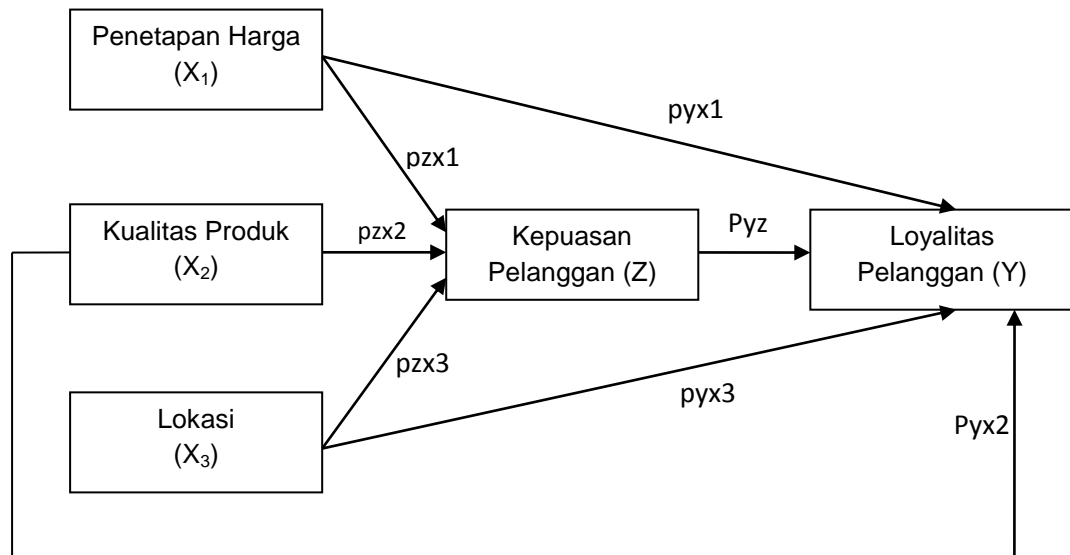 Penetapan Harga
(X₁)
pyx1
pzx1
Kualitas Produk
(X₂)
pzx2
Kepuasan
Pelanggan (Z)
Pyz
Loyalitas
Pelanggan (Y)
pzx3
pyx3
Lokasi
(X₃)
Pyx2